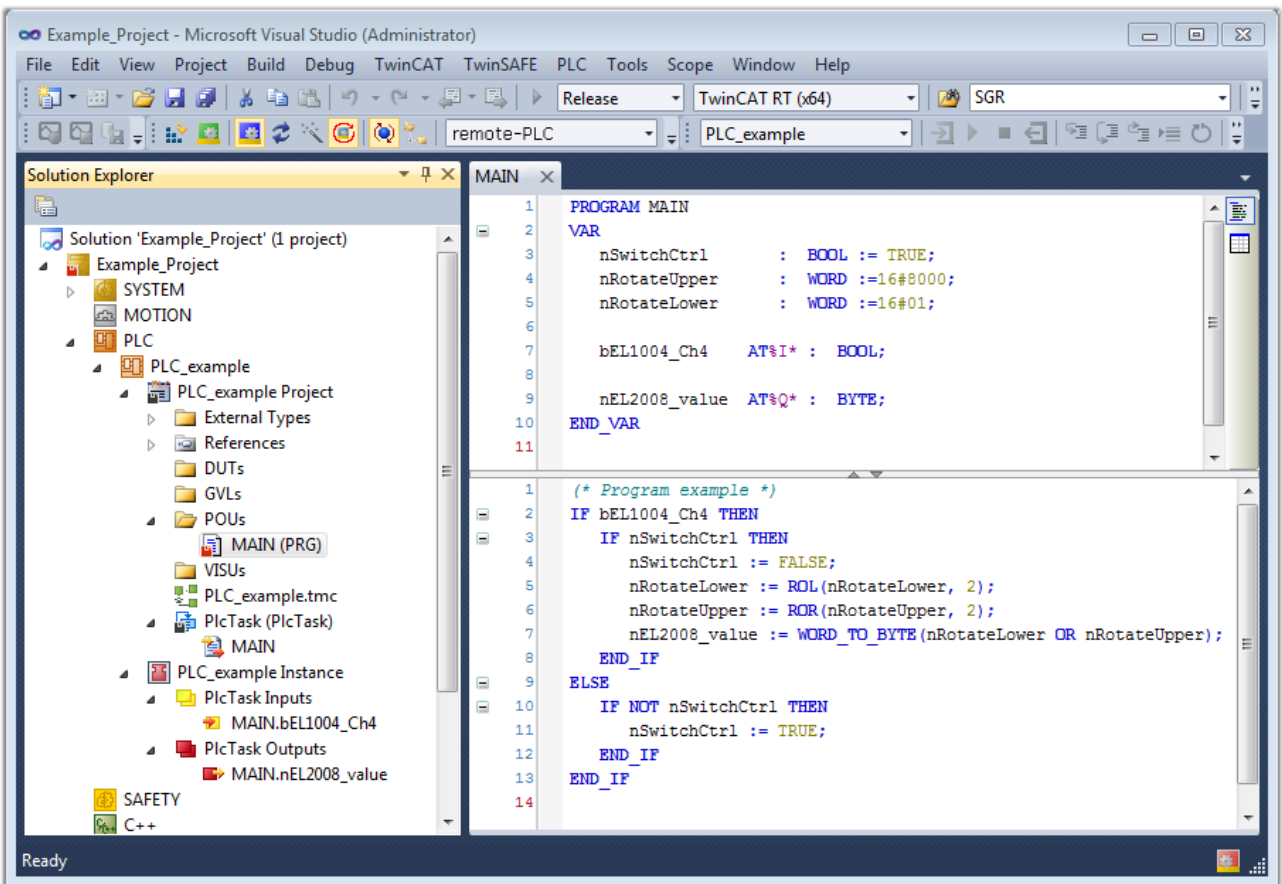 Example_Project - Microsoft Visual Studio (Administrator)
File Edit View Project Build Debug TwinCAT TwinSAFE PLC Tools Scope Window Help
Release TwinCAT RT (x64) SGR
remote-PLC PLC_example
Solution Explorer
Solution 'Example_Project' (1 project)
Example_Project
SYSTEM
MOTION
PLC
PLC_example
PLC_example Project
External Types
References
DUTs
GVLs
POUs
MAIN (PRG)
VISUs
PLC_example.tmc
PlcTask (PlcTask)
MAIN
PLC_example Instance
PlcTask Inputs
MAIN.bEL1004_Ch4
PlcTask Outputs
MAIN.nEL2008_value
SAFETY
C++
MAIN
1 PROGRAM MAIN
2 VAR
3 nSwitchCtrl : BOOL := TRUE;
4 nRotateUpper : WORD :=16#8000;
5 nRotateLower : WORD :=16#01;
6
7 bEL1004_Ch4 AT%I* : BOOL;
8
9 nEL2008_value AT%Q* : BYTE;
10 END_VAR
11
1 (* Program example *)
2 IF bEL1004_Ch4 THEN
3 IF nSwitchCtrl THEN
4 nSwitchCtrl := FALSE;
5 nRotateLower := ROL(nRotateLower, 2);
6 nRotateUpper := ROR(nRotateUpper, 2);
7 nEL2008_value := WORD_TO_BYTE(nRotateLower OR nRotateUpper);
8 END_IF
9 ELSE
10 IF NOT nSwitchCtrl THEN
11 nSwitchCtrl := TRUE;
12 END_IF
13 END_IF
14
Ready